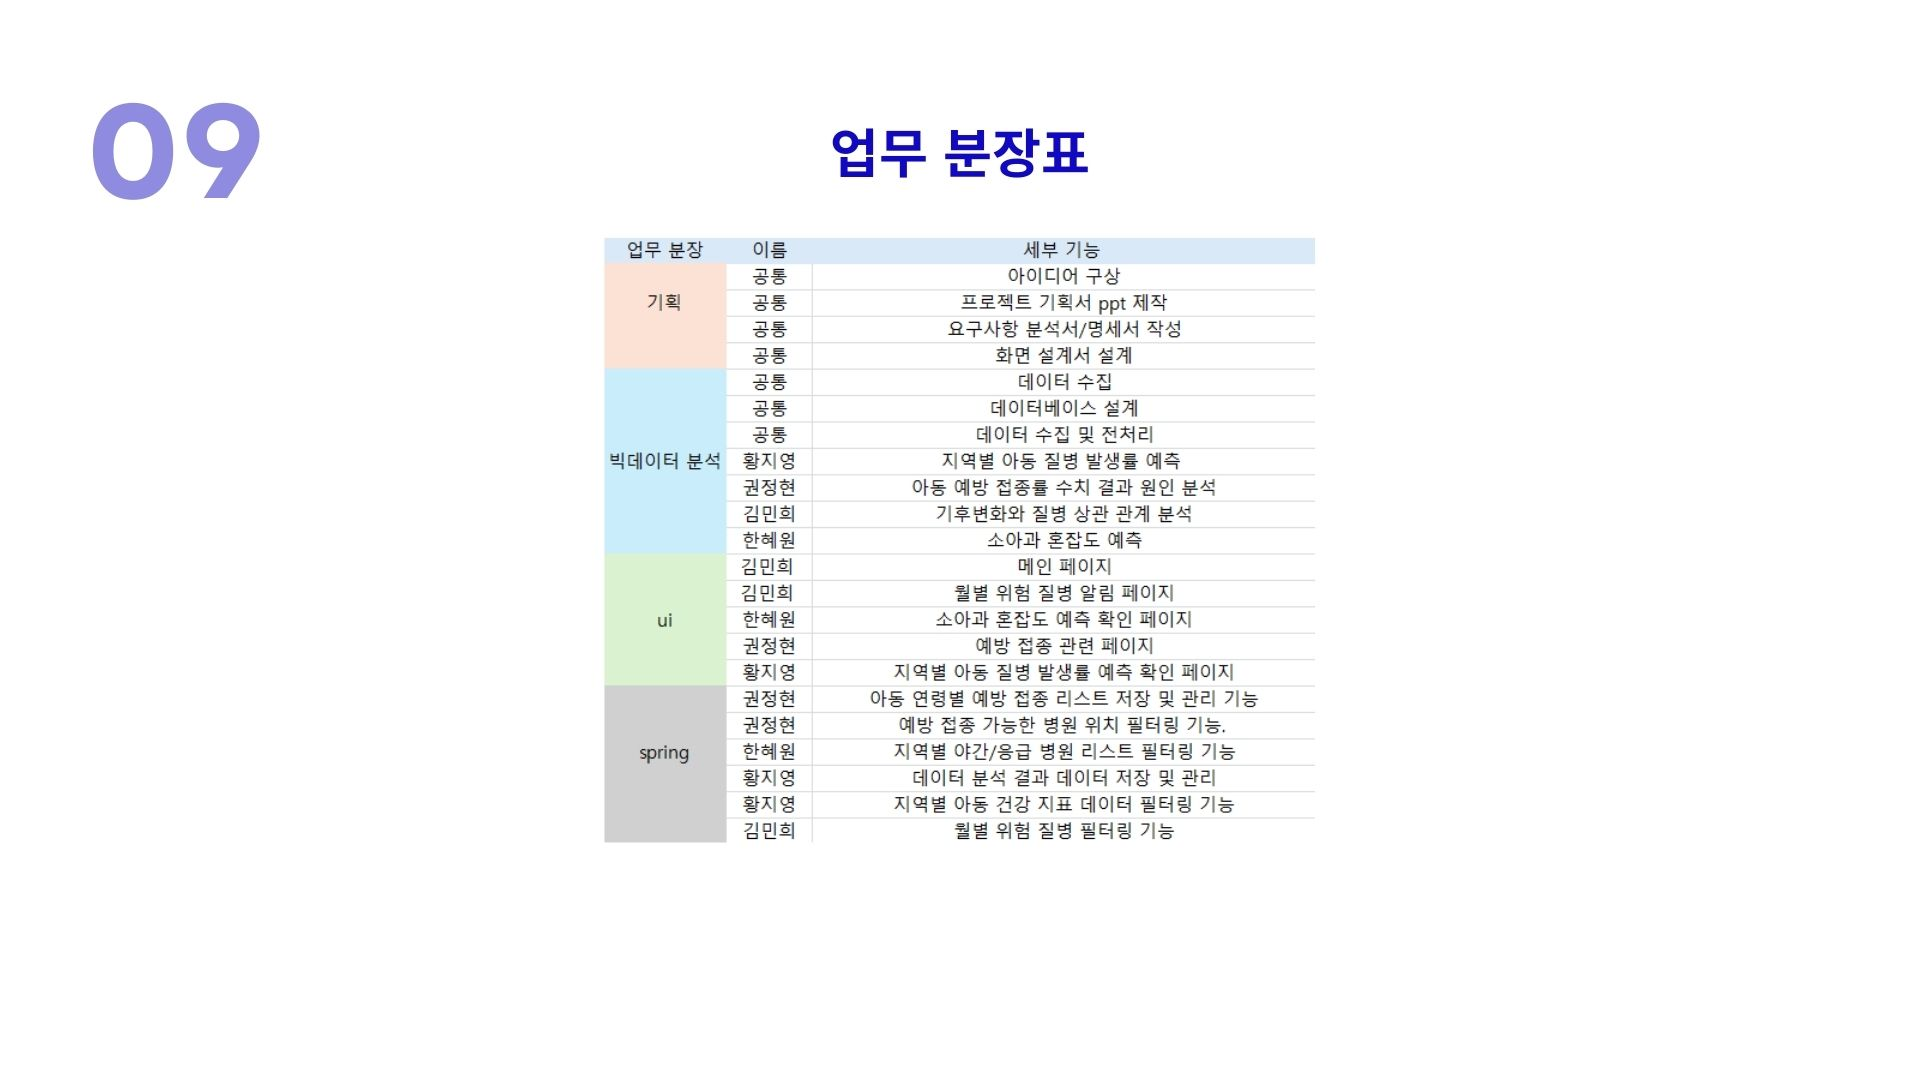 09
업무 분장표
업무 분장 이름 세부 기능
공통 아이디어 구상
기획 공통 프로젝트 기획서 ppt 제작
공통 요구사항 분석서/명세서 작성
공통 화면 설계서 설계
공통 데이터 수집
공통 데이터베이스 설계
공통 데이터 수집 및 전처리
빅데이터 분석 황지영 지역별 아동 질병 발생률 예측
권정현 아동 예방 접종률 수치 결과 원인 분석
김민희 기후변화와 질병 상관 관계 분석
한혜원 소아과 혼잡도 예측
김민희 메인 페이지
김민희 월별 위험 질병 알림 페이지
ui 한혜원 소아과 혼잡도 예측 확인 페이지
권정현 예방 접종 관련 페이지
황지영 지역별 아동 질병 발생률 예측 확인 페이지
권정현 아동 연령별 예방 접종 리스트 저장 및 관리 기능
권정현 예방 접종 가능한 병원 위치 필터링 기능.
spring 한혜원 지역별 야간/응급 병원 리스트 필터링 기능
황지영 데이터 분석 결과 데이터 저장 및 관리
황지영 지역별 아동 건강 지표 데이터 필터링 기능
김민희 월별 위험 질병 필터링 기능